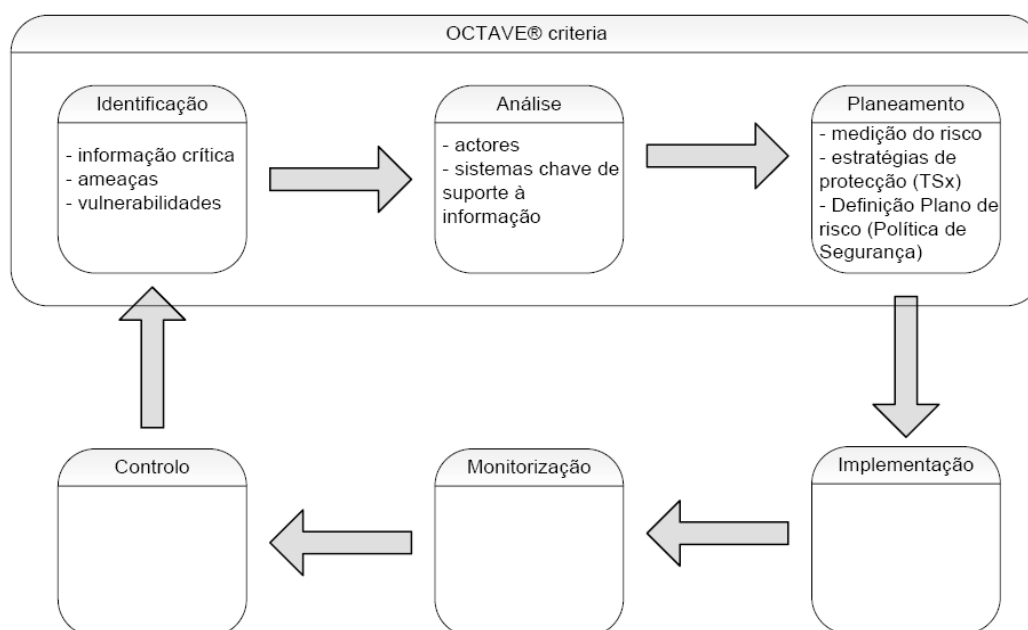 OCTAVE® criteria
Identificação
- informação crítica
- ameaças
- vulnerabilidades
Análise
- actores
- sistemas chave de
suporte à
informação
Planeamento
- medição do risco
- estratégias de
protecção (TSx)
- Definição Plano de
risco (Política de
Segurança)
Controlo
Monitorização
Implementação